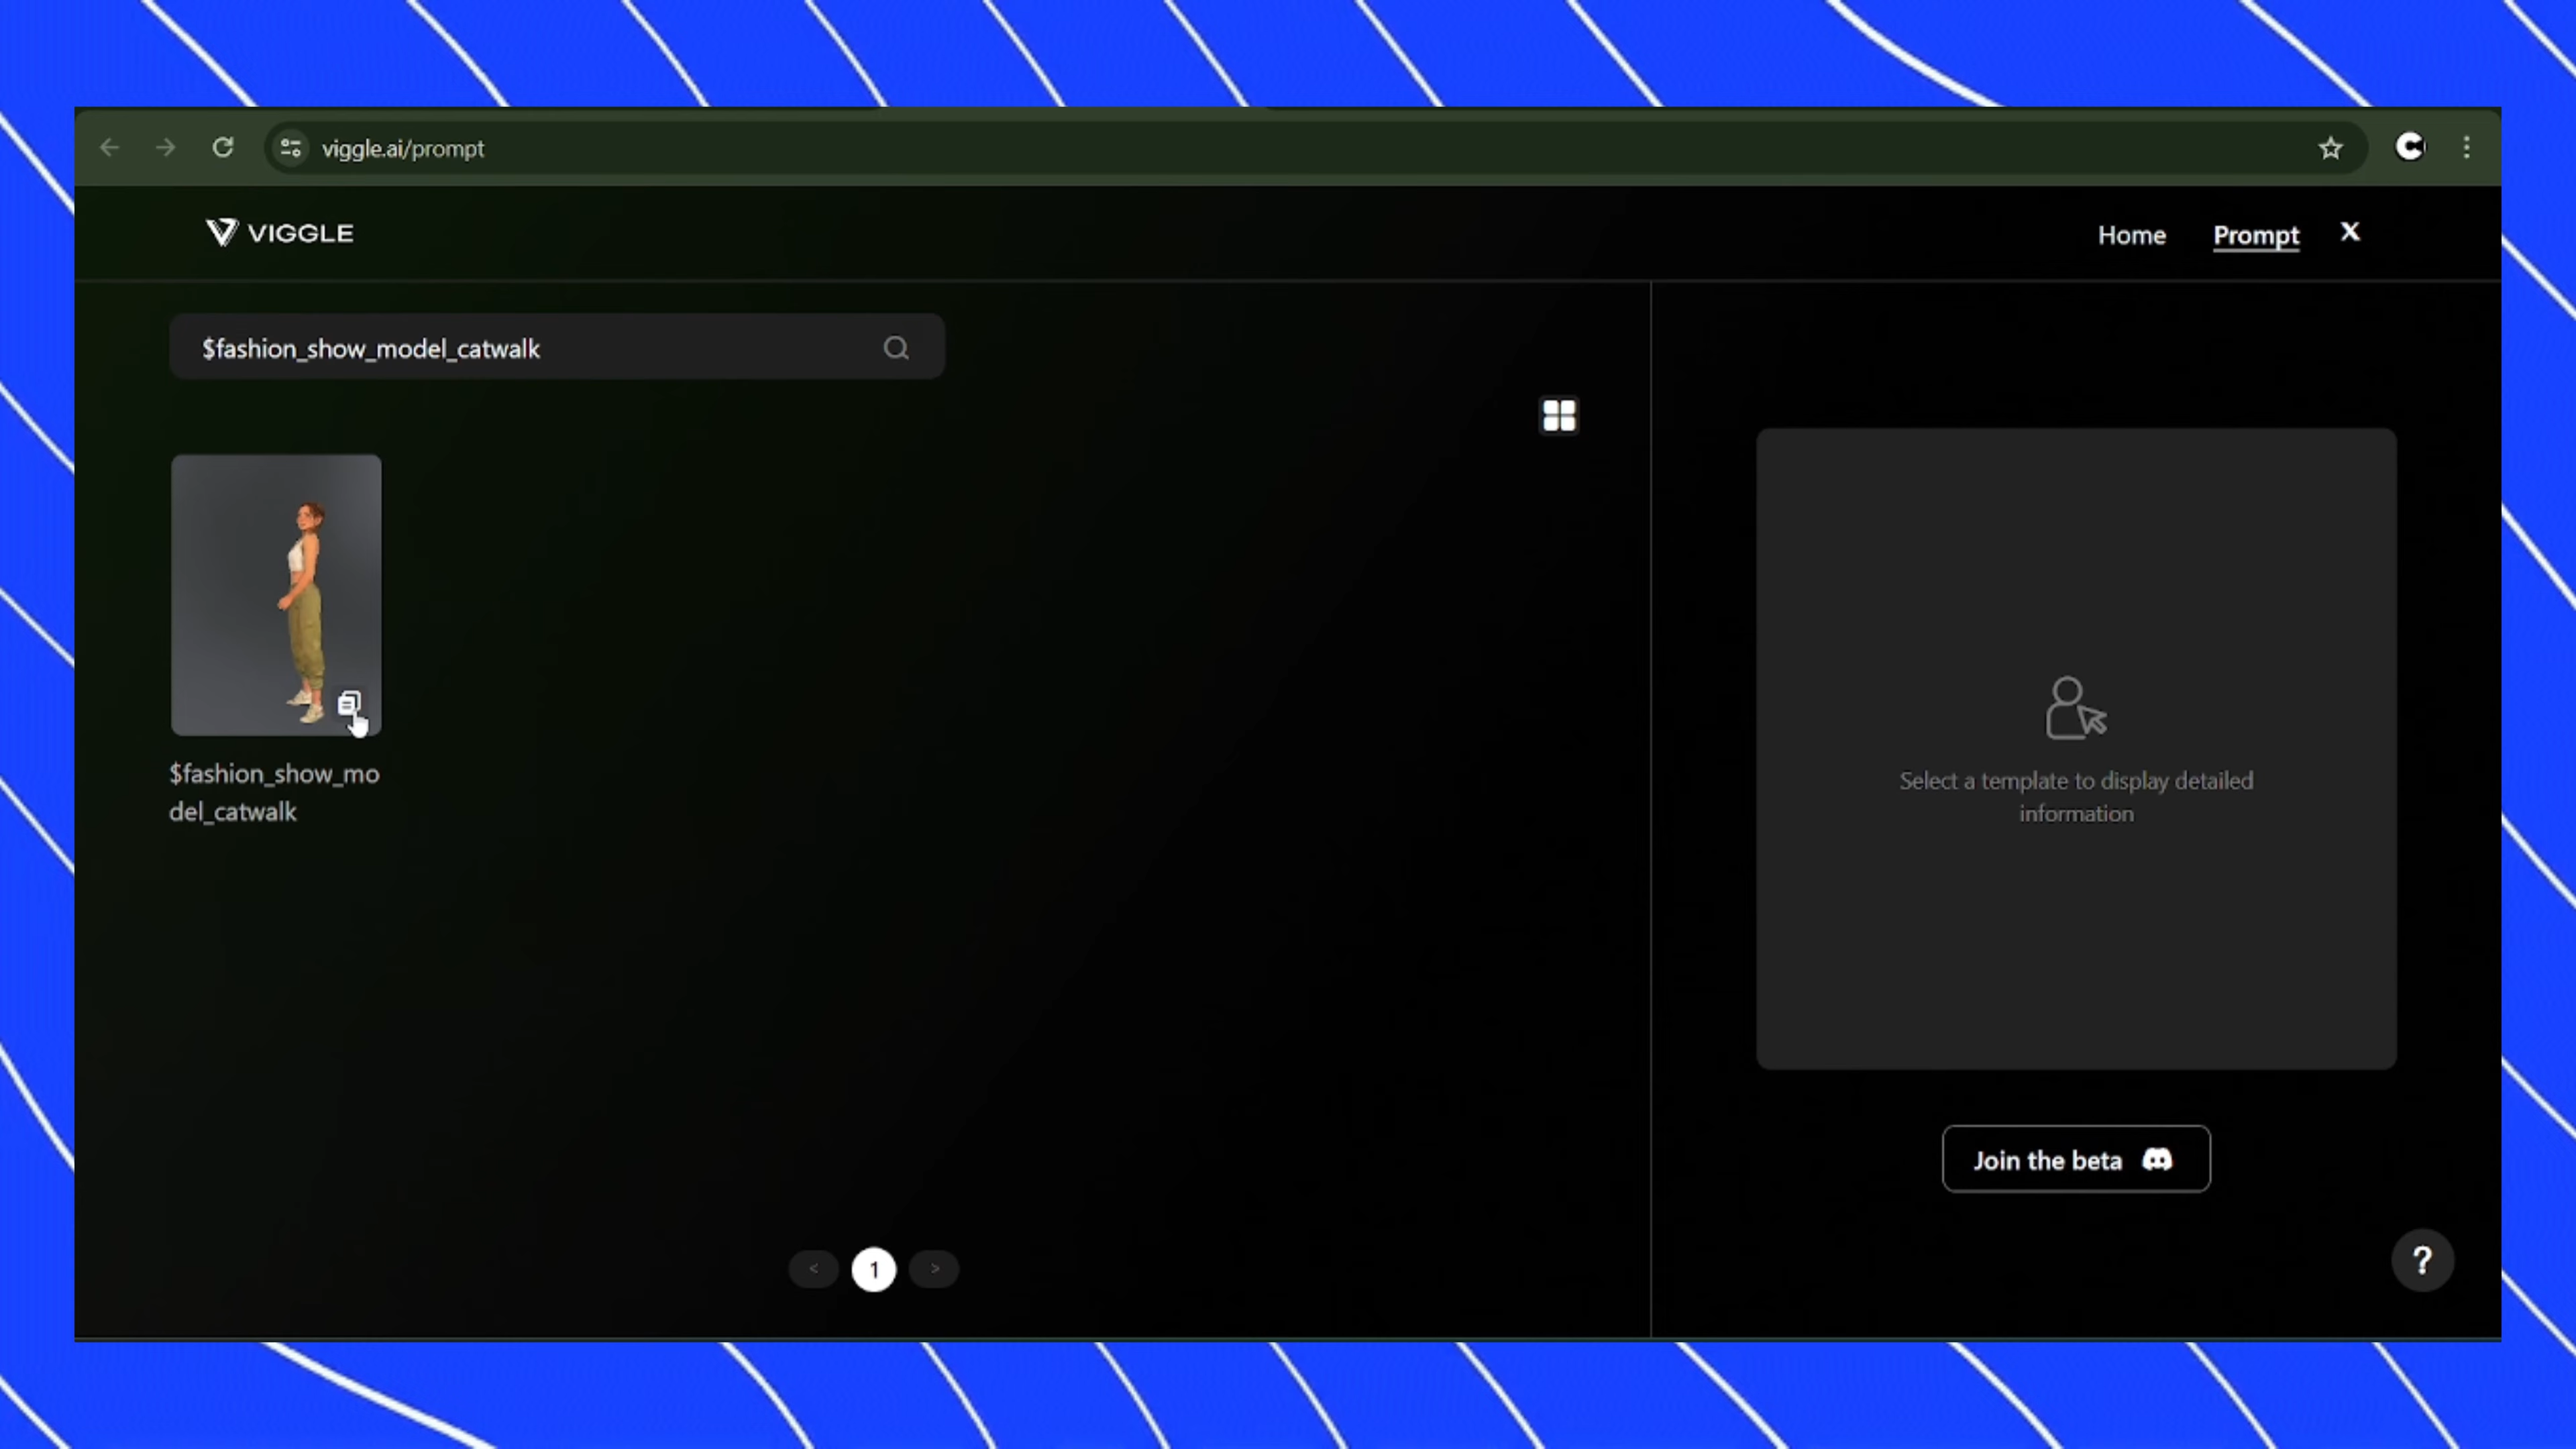 viggle.ai/prompt
VIGGLE
Home
Prompt
X
$fashion_show_model_catwalk
$fashion_show_mo
del_catwalk
Select a template to display detailed
information
Join the beta
<
1
>
?